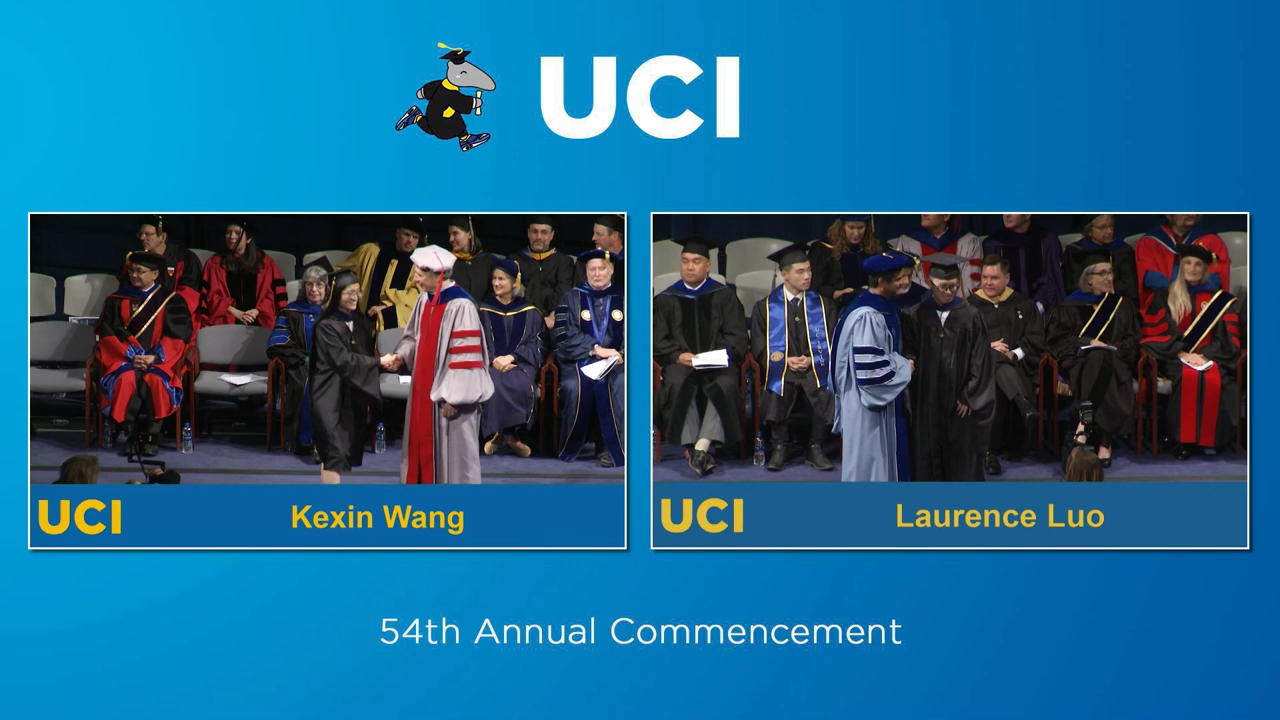 UCI
UCI
Kexin Wang
UCI
Laurence Luo
54th Annual Commencement